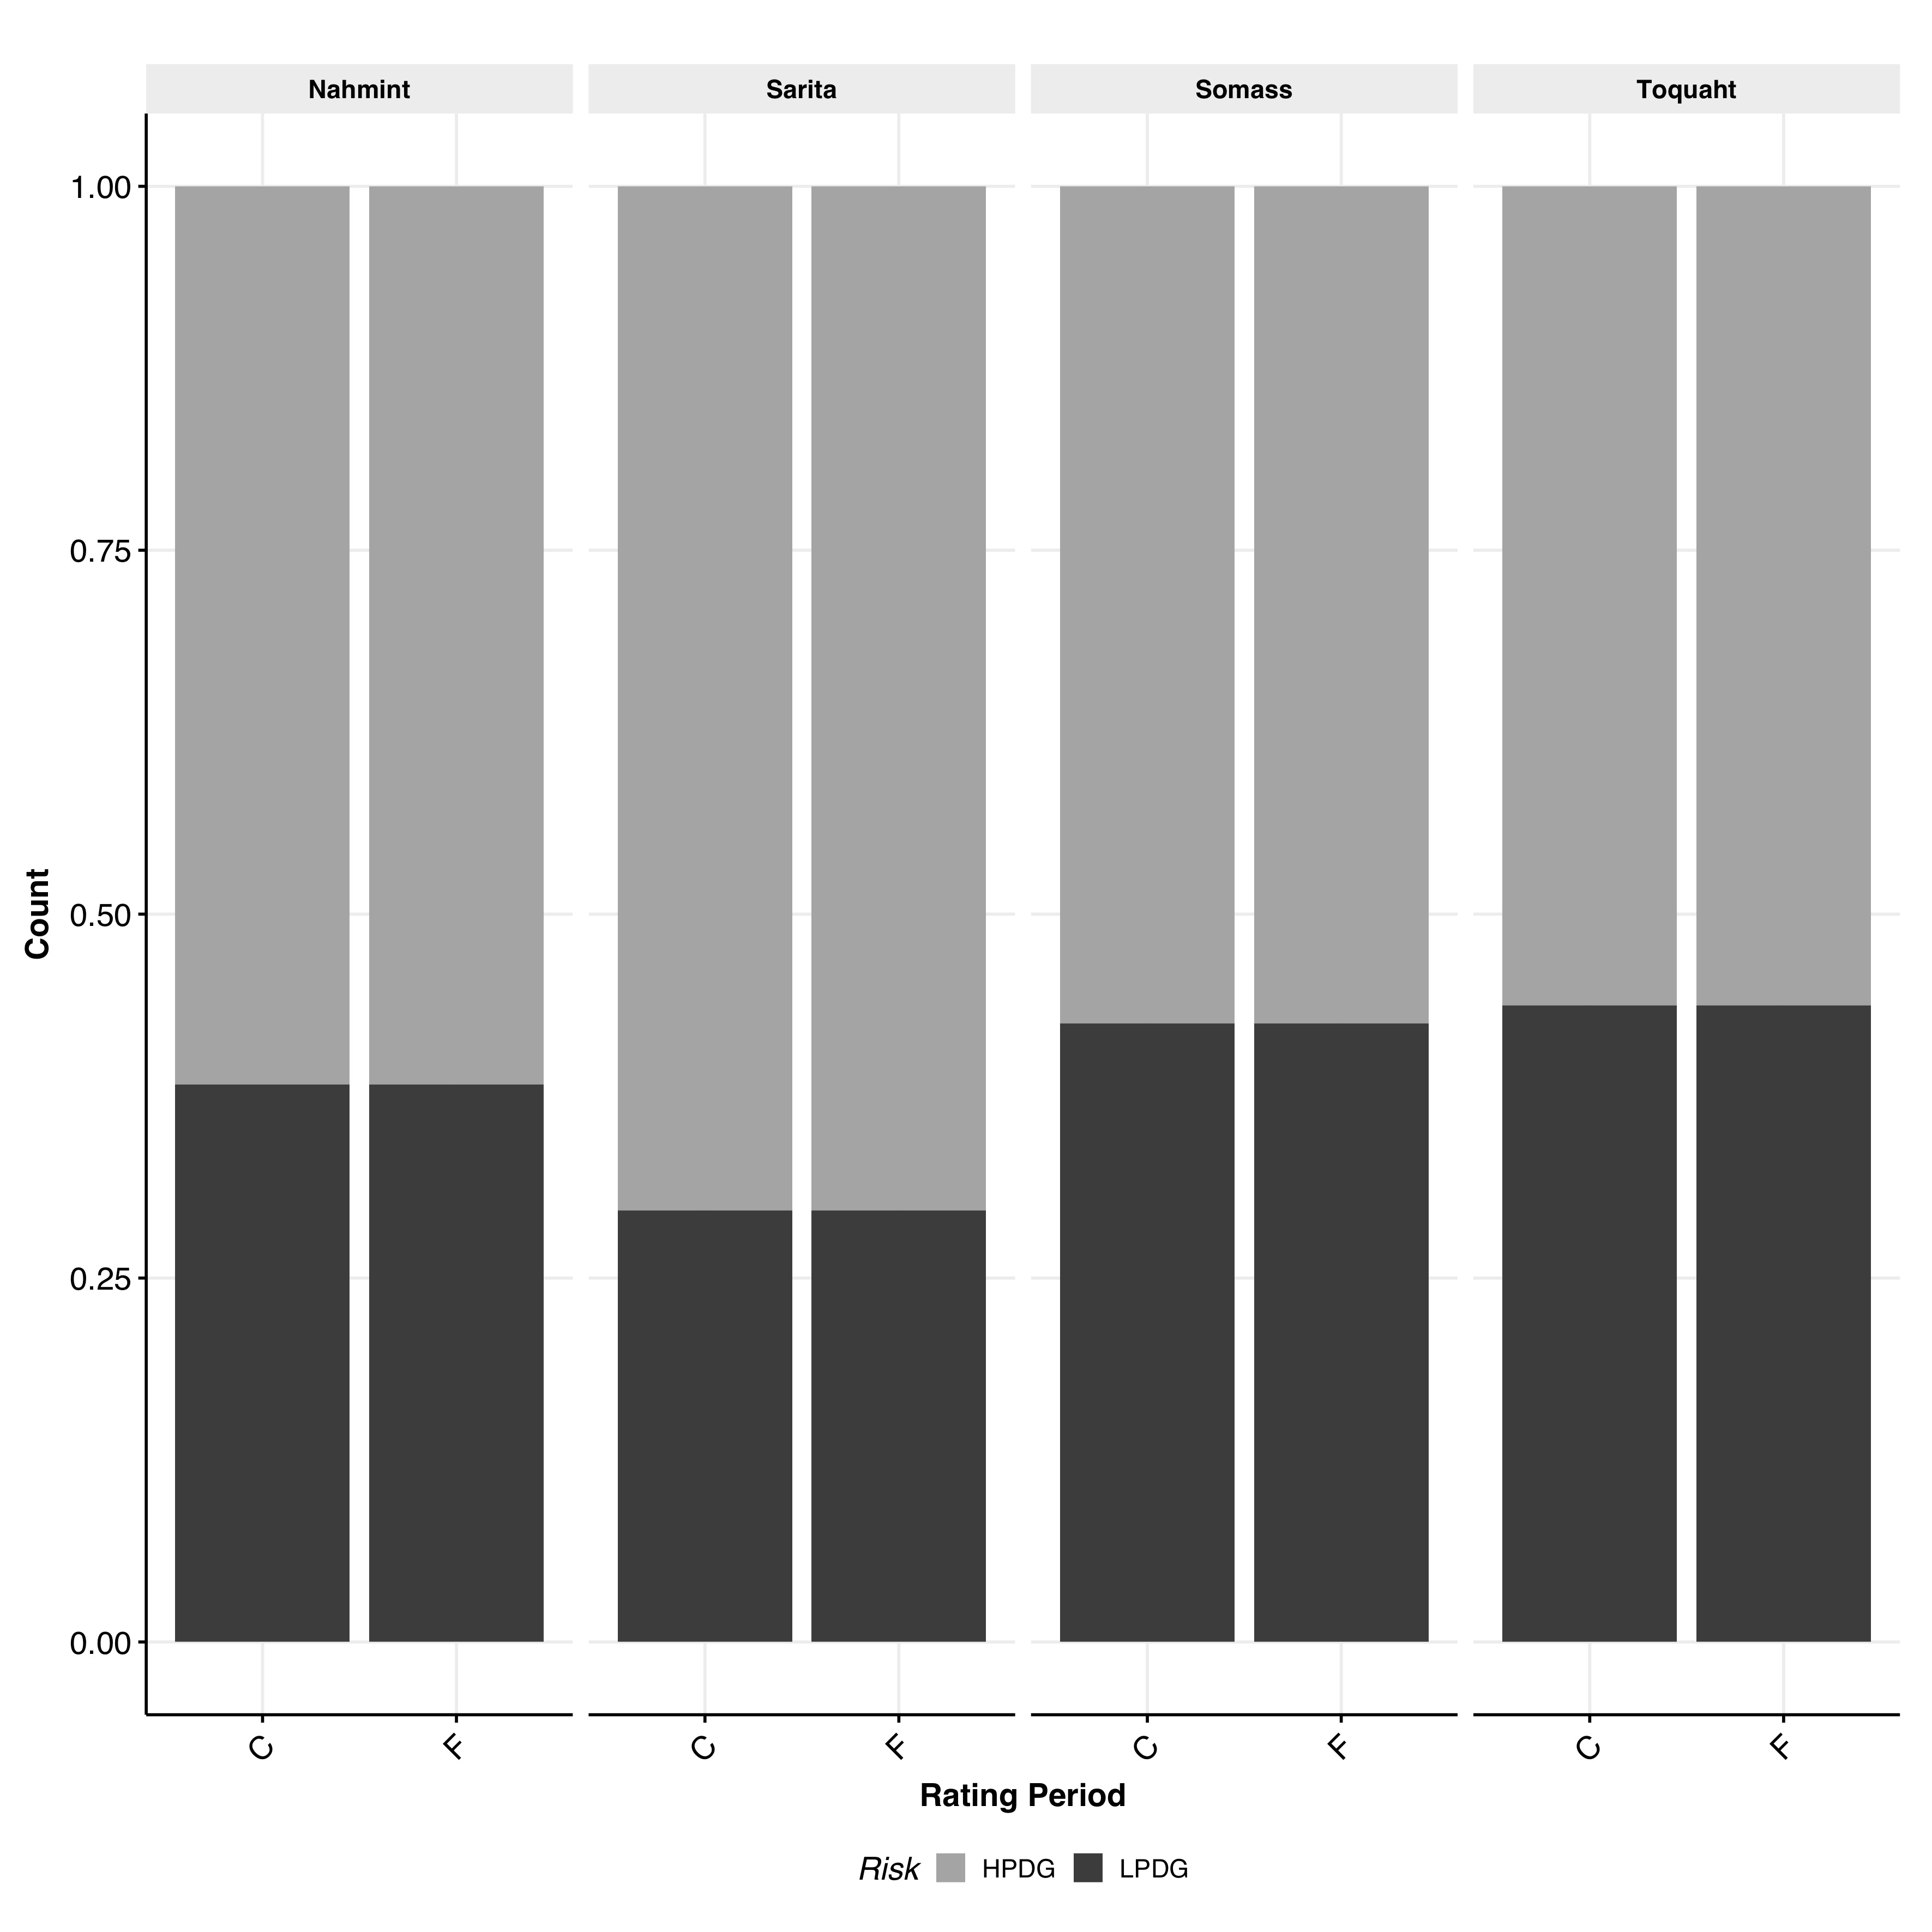 Nahmint Sarita Somass Toquaht
1.00
0.75
0.50
0.25
0.00
Count
C F C F C F C F
Rating Period
Risk HPDG LPDG